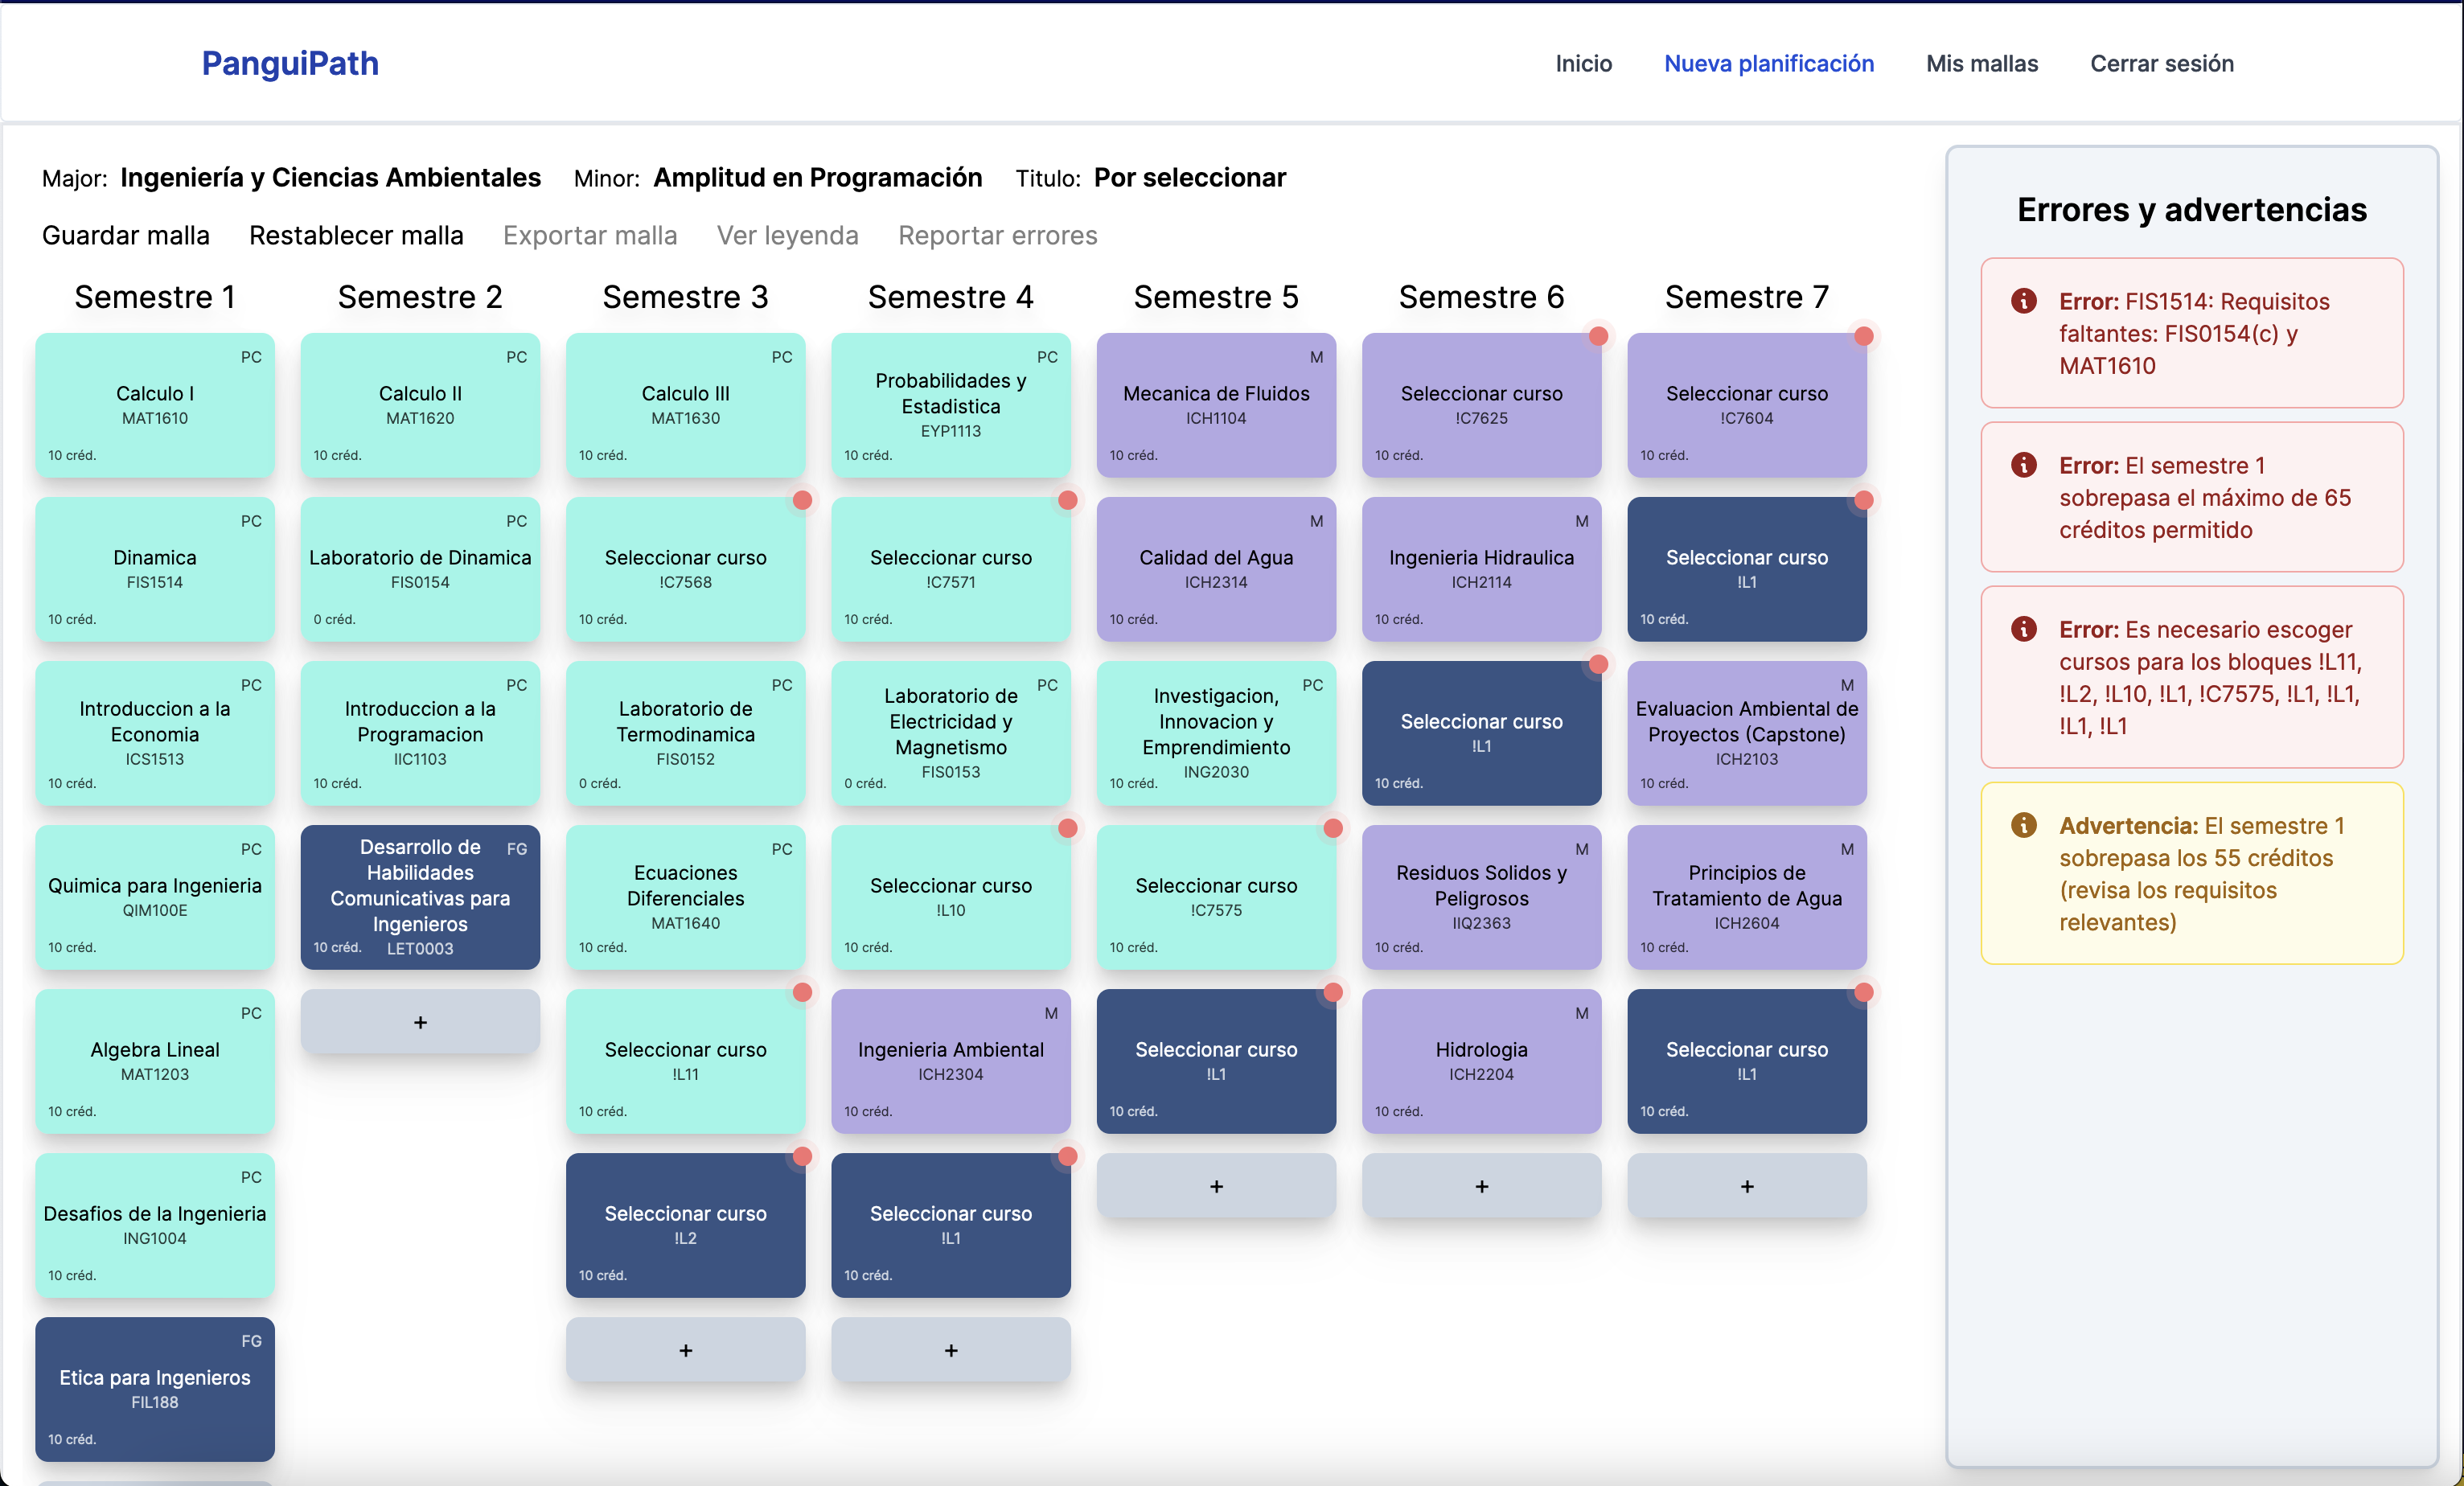 PanguiPath
Inicio
Nueva planificación
Mis mallas
Cerrar sesión
Major: Ingeniería y Ciencias Ambientales
Minor: Amplitud en Programación
Titulo: Por seleccionar
Guardar malla
Restablecer malla
Exportar malla
Ver leyenda
Reportar errores
Semestre 1
PC
Calculo I
MAT1610
10 créd.
PC
Dinamica
FIS1514
10 créd.
PC
Introduccion a la
Economia
ICS1513
10 créd.
PC
Quimica para Ingenieria
QIM100E
10 créd.
PC
Algebra Lineal
MAT1203
10 créd.
PC
Desafios de la Ingenieria
ING1004
10 créd.
FG
Etica para Ingenieros
FIL188
10 créd.
Semestre 2
PC
Calculo II
MAT1620
10 créd.
PC
Laboratorio de Dinamica
FIS0154
0 créd.
PC
Introduccion a la
Programacion
IIC1103
10 créd.
FG
Desarrollo de
Habilidades
Comunicativas para
Ingenieros
LET0003
10 créd.
+
Semestre 3
PC
Calculo III
MAT1630
10 créd.
Seleccionar curso
!C7568
10 créd.
PC
Laboratorio de
Termodinamica
FIS0152
0 créd.
PC
Ecuaciones
Diferenciales
MAT1640
10 créd.
Seleccionar curso
!L11
10 créd.
Seleccionar curso
!L2
10 créd.
+
Semestre 4
PC
Probabilidades y
Estadistica
EYP1113
10 créd.
Seleccionar curso
!C7571
10 créd.
PC
Laboratorio de
Electricidad y
Magnetismo
FIS0153
0 créd.
Seleccionar curso
!L10
10 créd.
M
Ingenieria Ambiental
ICH2304
10 créd.
Seleccionar curso
!L1
10 créd.
+
Semestre 5
M
Mecanica de Fluidos
ICH1104
10 créd.
M
Calidad del Agua
ICH2314
10 créd.
PC
Investigacion,
Innovacion y
Emprendimiento
ING2030
10 créd.
Seleccionar curso
!C7575
10 créd.
Seleccionar curso
!L1
10 créd.
+
Semestre 6
Seleccionar curso
!C7625
10 créd.
M
Ingenieria Hidraulica
ICH2114
10 créd.
Seleccionar curso
!L1
10 créd.
M
Residuos Solidos y
Peligrosos
IIQ2363
10 créd.
M
Hidrologia
ICH2204
10 créd.
+
Semestre 7
Seleccionar curso
!C7604
10 créd.
Seleccionar curso
!L1
10 créd.
M
Evaluacion Ambiental de
Proyectos (Capstone)
ICH2103
10 créd.
M
Principios de
Tratamiento de Agua
ICH2604
10 créd.
Seleccionar curso
!L1
10 créd.
+
Errores y advertencias
Error: FIS1514: Requisitos
faltantes: FIS0154(c) y
MAT1610
Error: El semestre 1
sobrepasa el máximo de 65
créditos permitido
Error: Es necesario escoger
cursos para los bloques !L11,
!L2, !L10, !L1, !C7575, !L1, !L1,
!L1, !L1
Advertencia: El semestre 1
sobrepasa los 55 créditos
(revisa los requisitos
relevantes)